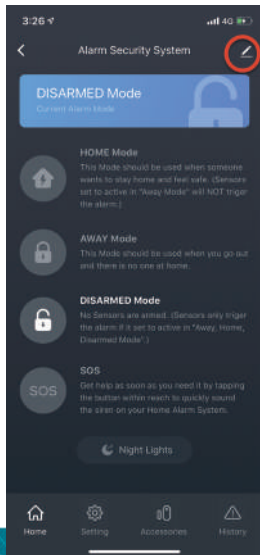 3:26
4G
Alarm Security System
DISARMED Mode
Current Alarm Mode
HOME Mode
This Mode should be used when someone
wants to stay home and feel safe. (Sensors
set to active in "Away Mode" will NOT triger
the alarm.)
AWAY Mode
This Mode should be used when you go out
and there is no one at home.
DISARMED Mode
No Sensors are armed. (Sensors only triger
the alarm if it set to active in "Away, Home,
Disarmed Mode".)
SOS
SOS
Get help as soon as you need it by tapping
the button within reach to quickly sound
the siren on your Home Alarm System.
Night Lights
Home
Setting
Accessories
History